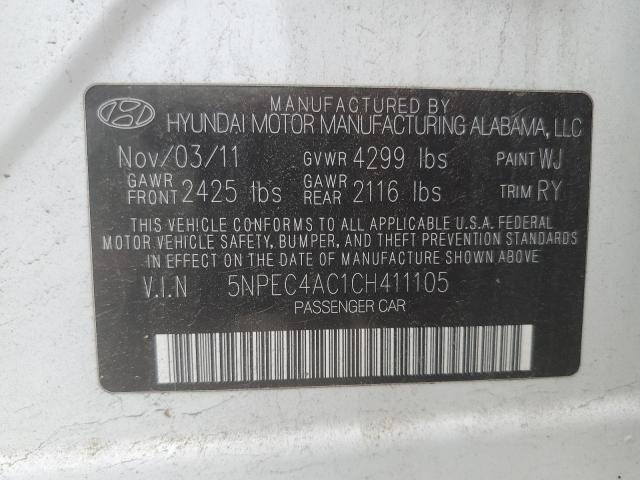 MANUFACTURED BY
HYUNDAI MOTOR MANUFACTURING ALABAMA, LLC
Nov/03/11 GVWR 4299 lbs PAINT WJ
GAWR FRONT 2425 lbs GAWR REAR 2116 lbs TRIM RY
THIS VEHICLE CONFORMS TO ALL APPLICABLE U.S.A. FEDERAL
MOTOR VEHICLE SAFETY, BUMPER, AND THEFT PREVENTION STANDARDS
IN EFFECT ON THE DATE OF MANUFACTURE SHOWN ABOVE
V.I.N 5NPEC4AC1CH411105
PASSENGER CAR